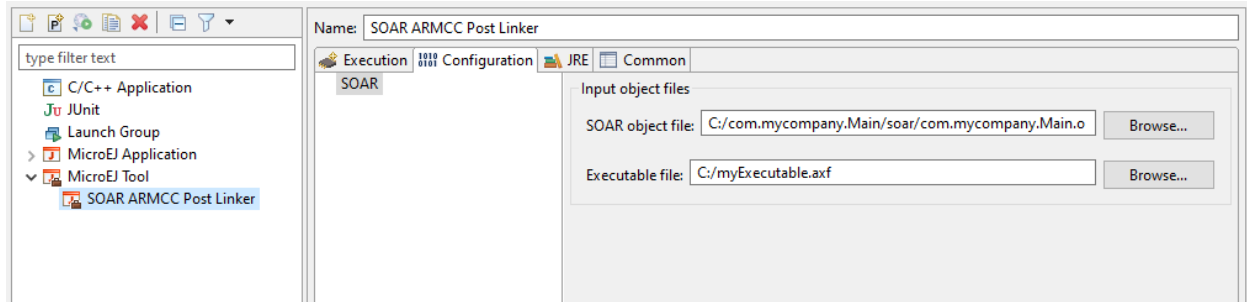 Name: SOAR ARMCC Post Linker
type filter text
C/C++ Application
JUnit
Launch Group
MicroEJ Application
MicroEJ Tool
SOAR ARMCC Post Linker
Execution Configuration JRE Common
SOAR
Input object files
SOAR object file: C:/com.mycompany.Main/soar/com.mycompany.Main.o Browse...
Executable file: C:/myExecutable.axf Browse...